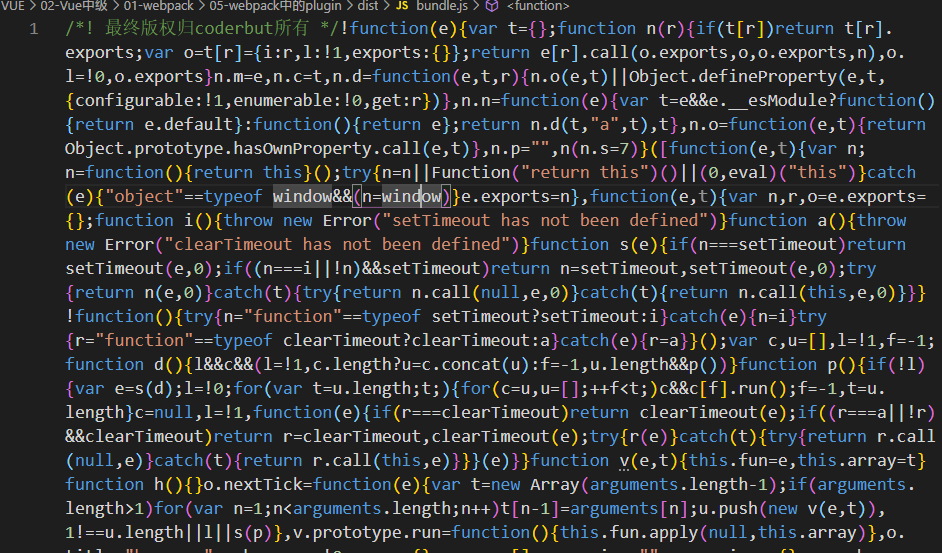 VUE > 02-Vue中级 > 01-webpack > 05-webpack中的plugin > dist > JS bundle.js > <function>
1 /*! 最终版权归coderbut所有 */!function(e){var t={};function n(r){if(t[r])return t[r].
exports;var o=t[r]={i:r,l:!1,exports:{}};return e[r].call(o.exports,o,o.exports,n),o.
l=!0,o.exports}n.m=e,n.c=t,n.d=function(e,t,r){n.o(e,t)||Object.defineProperty(e,t,
{configurable:!1,enumerable:!0,get:r})},n.n=function(e){var t=e&&e.__esModule?function()
{return e.default}:function(){return e};return n.d(t,"a",t),t},n.o=function(e,t){return
Object.prototype.hasOwnProperty.call(e,t)},n.p="",n(n.s=7)}([function(e,t){var n;
n=function(){return this}();try{n=n||Function("return this")()||(0,eval)("this")}catch
(e){"object"==typeof window&&(n=window)}e.exports=n},function(e,t){var n,r,o=e.exports=
{};function i(){throw new Error("setTimeout has not been defined")}function a(){throw
new Error("clearTimeout has not been defined")}function s(e){if(n===setTimeout)return
setTimeout(e,0);if((n===i||!n)&&setTimeout)return n=setTimeout,setTimeout(e,0);try
{return n(e,0)}catch(t){try{return n.call(null,e,0)}catch(t){return n.call(this,e,0)}}}
!function(){try{n="function"==typeof setTimeout?setTimeout:i}catch(e){n=i}try
{r="function"==typeof clearTimeout?clearTimeout:a}catch(e){r=a}}();var c,u=[],l=!1,f=-1;
function d(){l&&c&&(l=!1,c.length?u=c.concat(u):f=-1,u.length&&p())}function p(){if(!l)
{var e=s(d);l=!0;for(var t=u.length;t;){for(c=u,u=[];++f<t;)c&&c[f].run();f=-1,t=u.
length}c=null,l=!1,function(e){if(r===clearTimeout)return clearTimeout(e);if((r===a||!r)
&&clearTimeout)return r=clearTimeout,clearTimeout(e);try{r(e)}catch(t){try{return r.call
(null,e)}catch(t){return r.call(this,e)}}}(e)}}function v(e,t){this.fun=e,this.array=t}
function h(){}o.nextTick=function(e){var t=new Array(arguments.length-1);if(arguments.
length>1)for(var n=1;n<arguments.length;n++)t[n-1]=arguments[n];u.push(new v(e,t)),
1!==u.length||l||s(p)},v.prototype.run=function(){this.fun.apply(null,this.array)},o.